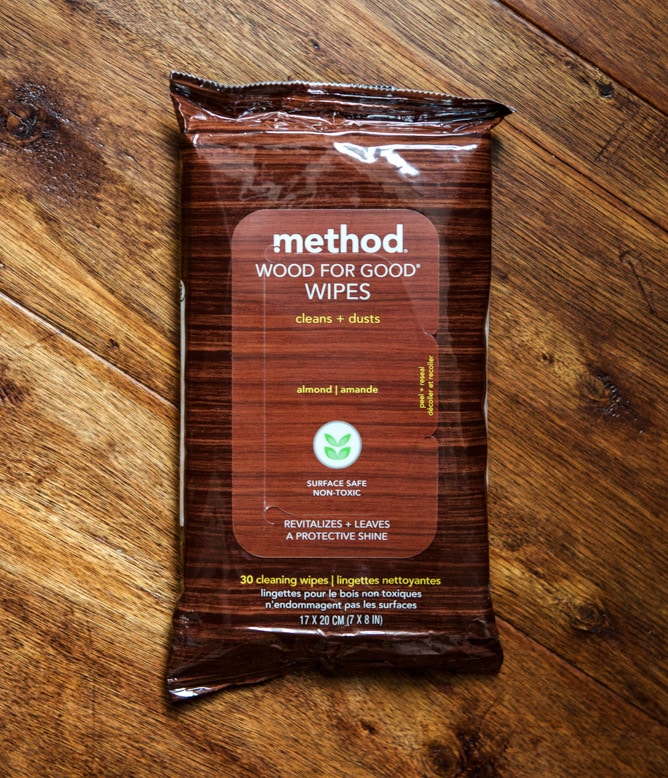 method.
WOOD FOR GOOD®
WIPES
cleans + dusts
peel + reseal
décoller et recoller
almond | amande
SURFACE SAFE
NON-TOXIC
REVITALIZES + LEAVES
A PROTECTIVE SHINE
30 cleaning wipes | lingettes nettoyantes
lingettes pour le bois non toxiques
n'endommagent pas les surfaces
17 X 20 CM (7 X 8 IN)